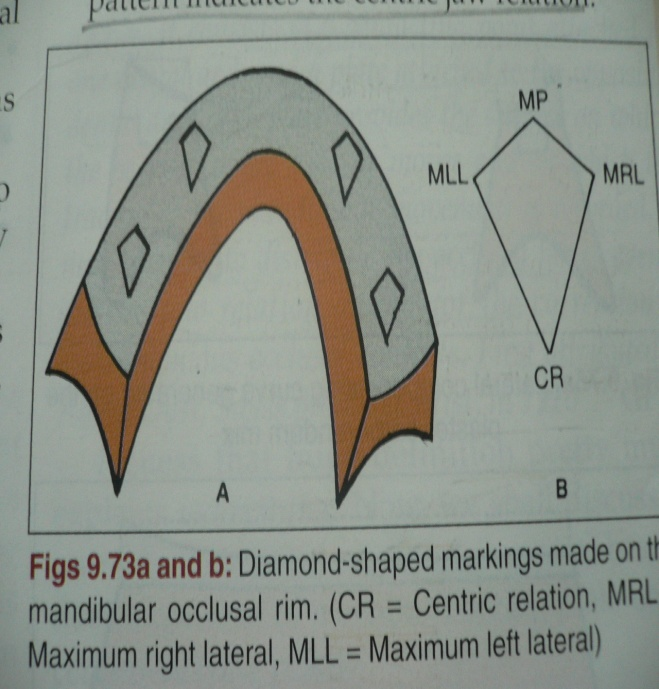 al pattern indicates the centric jaw relation.
MP
MLL MRL
CR
A B
Figs 9.73a and b: Diamond-shaped markings made on th
mandibular occlusal rim. (CR = Centric relation, MRL
Maximum right lateral, MLL = Maximum left lateral)